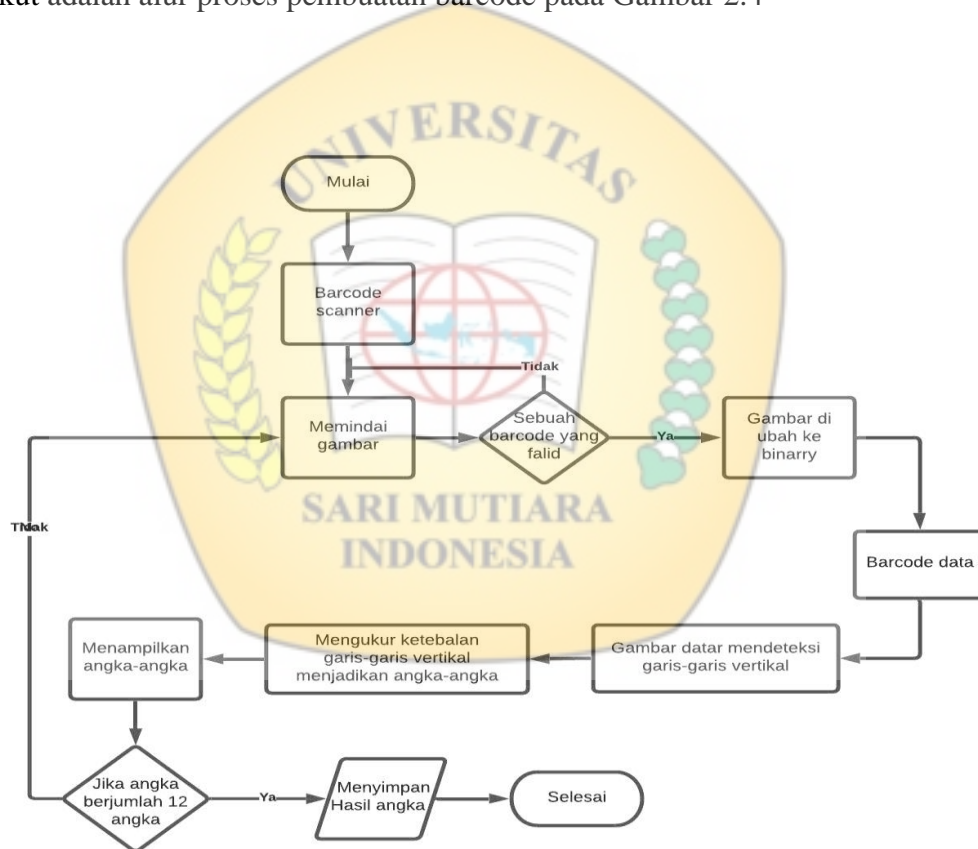 kut adalah alur proses pembuatan barcode pada Gambar 2.4
UNIVERSITAS
Mulai
Barcode
scanner
Tidak
Memindai
gambar
Sebuah
barcode yang
falid
Ya
Gambar di
ubah ke
binarry
SARI MUTIARA
INDONESIA
Barcode data
Gambar datar mendeteksi
garis-garis vertikal
Mengukur ketebalan
garis-garis vertikal
menjadikan angka-angka
Menampilkan
angka-angka
Jika angka
berjumlah 12
angka
Ya
Menyimpan
Hasil angka
Selesai